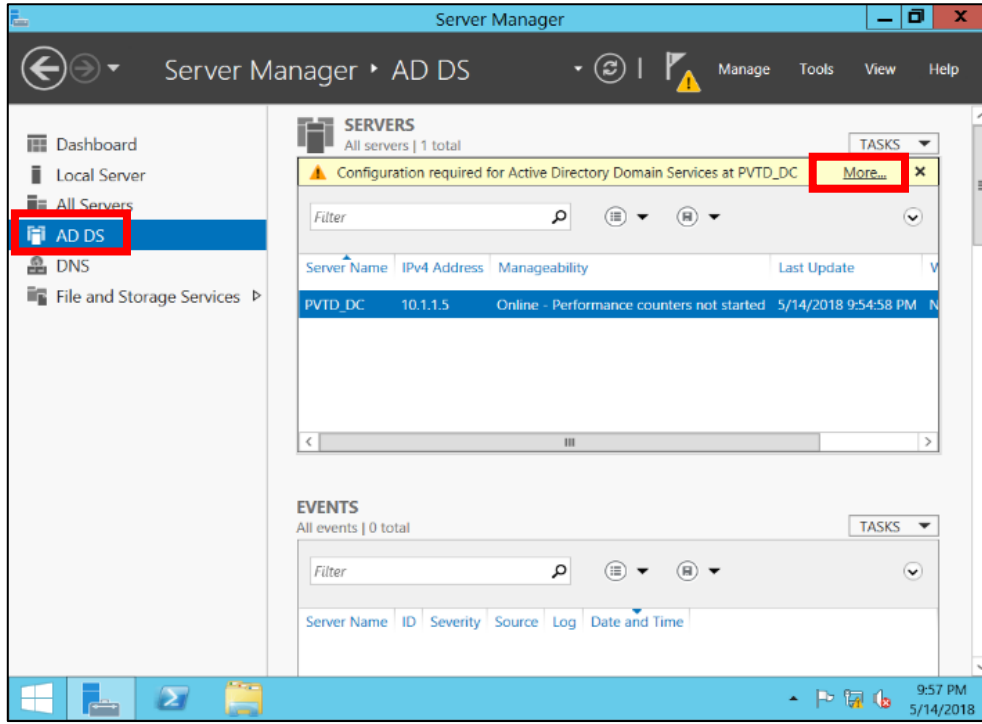 Server Manager
Server Manager ‣ AD DS
Manage Tools View Help
Dashboard
Local Server
All Servers
AD DS
DNS
File and Storage Services
SERVERS
All servers | 1 total
TASKS
Configuration required for Active Directory Domain Services at PVTD_DC More...
Filter
Server Name IPv4 Address Manageability Last Update W
PVTD_DC 10.1.1.5 Online - Performance counters not started 5/14/2018 9:54:58 PM N
EVENTS
All events | 0 total
TASKS
Filter
Server Name ID Severity Source Log Date and Time
9:57 PM
5/14/2018